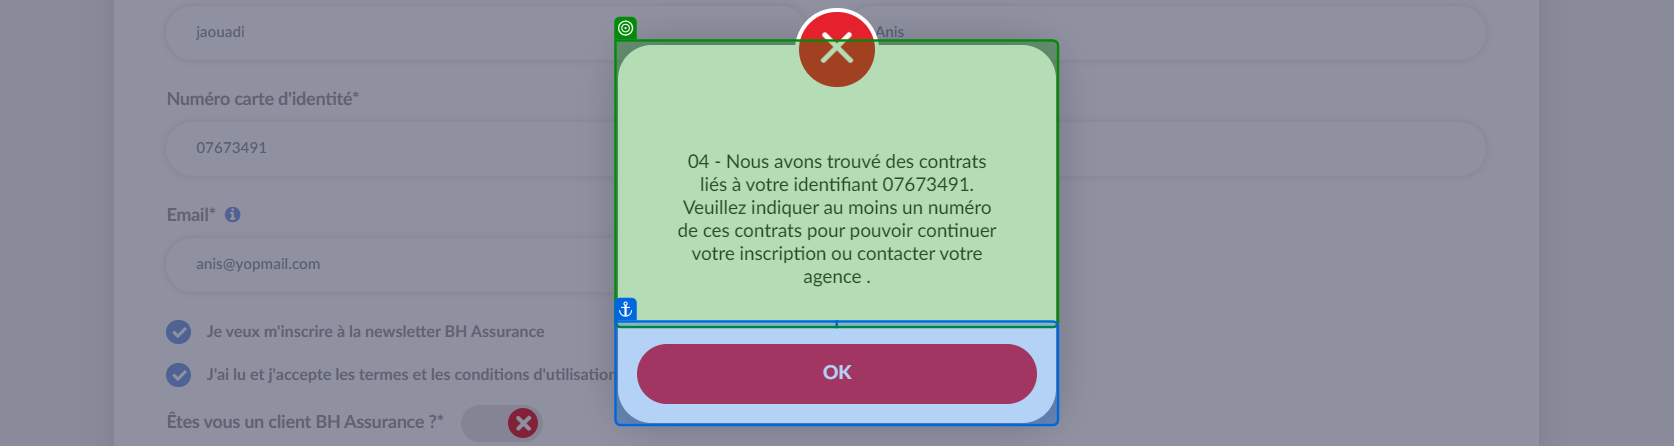 jaouadi
Anis
Numéro carte d'identité*
07673491
04 - Nous avons trouvé des contrats
liés à votre identifiant 07673491.
Veuillez indiquer au moins un numéro
de ces contrats pour pouvoir continuer
votre inscription ou contacter votre
agence .
Email*
anis@yopmail.com
Je veux m'inscrire à la newsletter BH Assurance
J'ai lu et j'accepte les termes et les conditions d'utilisation
OK
Êtes vous un client BH Assurance ?*